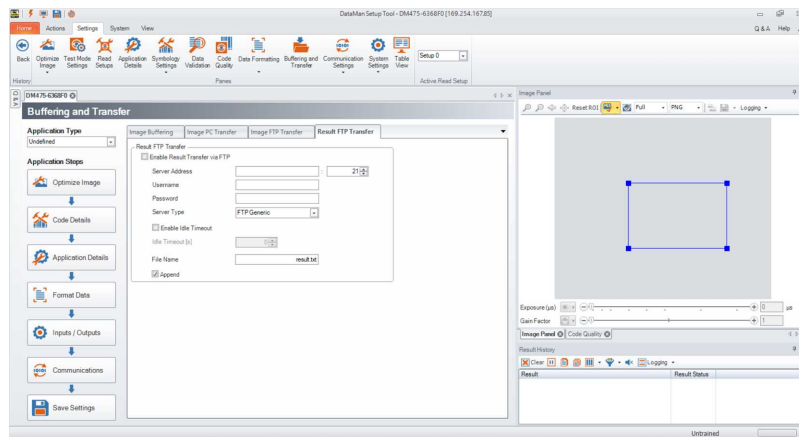 DataMan Setup Tool - DM475-6368F0 [169.254.167.85]
Home Actions Settings System View Q & A Help
Back Optimize Image Test Mode Settings Read Setups Application Details Symbology Settings Data Validation Code Quality Data Formatting Buffering and Transfer Communication Settings System Settings Table View Setup 0
History Panes Active Read Setup
DM475-6368F0
Image Panel
Reset ROI Full PNG Logging
Buffering and Transfer
Application Type
Undefined
Application Steps
Optimize Image
Code Details
Application Details
Format Data
Inputs / Outputs
Communications
Save Settings
Image Buffering Image PC Transfer Image FTP Transfer Result FTP Transfer
Result FTP Transfer
Enable Result Transfer via FTP
Server Address : 21
Username
Password
Server Type FTP Generic
Enable Idle Timeout
Idle Timeout [s] 0
File Name result.txt
Append
Exposure (µs) 0 µs
Gain Factor 1
Image Panel Code Quality
Result History
Clear Logging
Result Result Status
Untrained